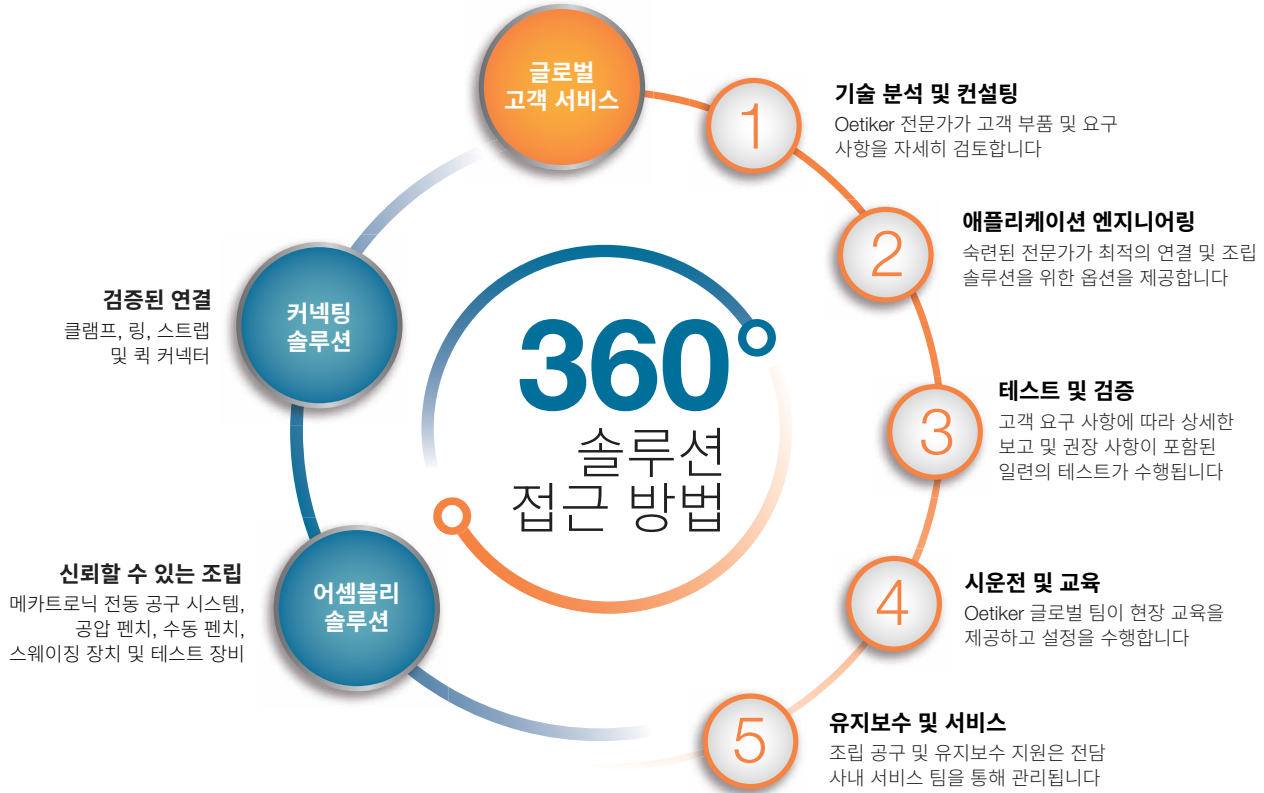 글로벌
고객 서비스
1
기술 분석 및 컨설팅
Oetiker 전문가가 고객 부품 및 요구
사항을 자세히 검토합니다
2
애플리케이션 엔지니어링
숙련된 전문가가 최적의 연결 및 조립
솔루션을 위한 옵션을 제공합니다
3
테스트 및 검증
고객 요구 사항에 따라 상세한
보고 및 권장 사항이 포함된
일련의 테스트가 수행됩니다
4
시운전 및 교육
Oetiker 글로벌 팀이 현장 교육을
제공하고 설정을 수행합니다
5
유지보수 및 서비스
조립 공구 및 유지보수 지원은 전담
사내 서비스 팀을 통해 관리됩니다
커넥팅
솔루션
검증된 연결
클램프, 링, 스트랩
및 퀵 커넥터
어셈블리
솔루션
신뢰할 수 있는 조립
메카트로닉 전동 공구 시스템,
공압 펜치, 수동 펜치,
스웨이징 장치 및 테스트 장비
360°
솔루션
접근 방법